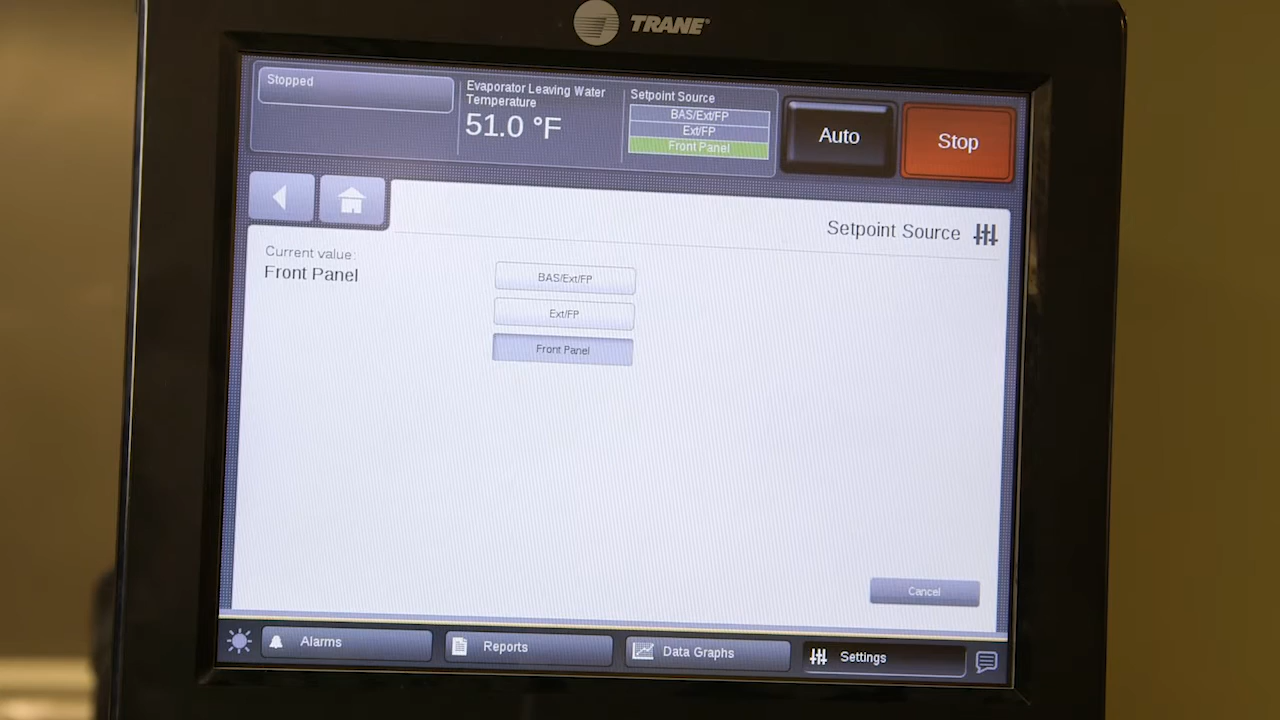 TRANE
Stopped
Evaporator Leaving Water
Temperature
51.0 °F
Setpoint Source
BAS/Ext/FP
Ext/FP
Front Panel
Auto
Stop
Setpoint Source
Current value:
Front Panel
BAS/Ext/FP
Ext/FP
Front Panel
Cancel
Alarms
Reports
Data Graphs
Settings